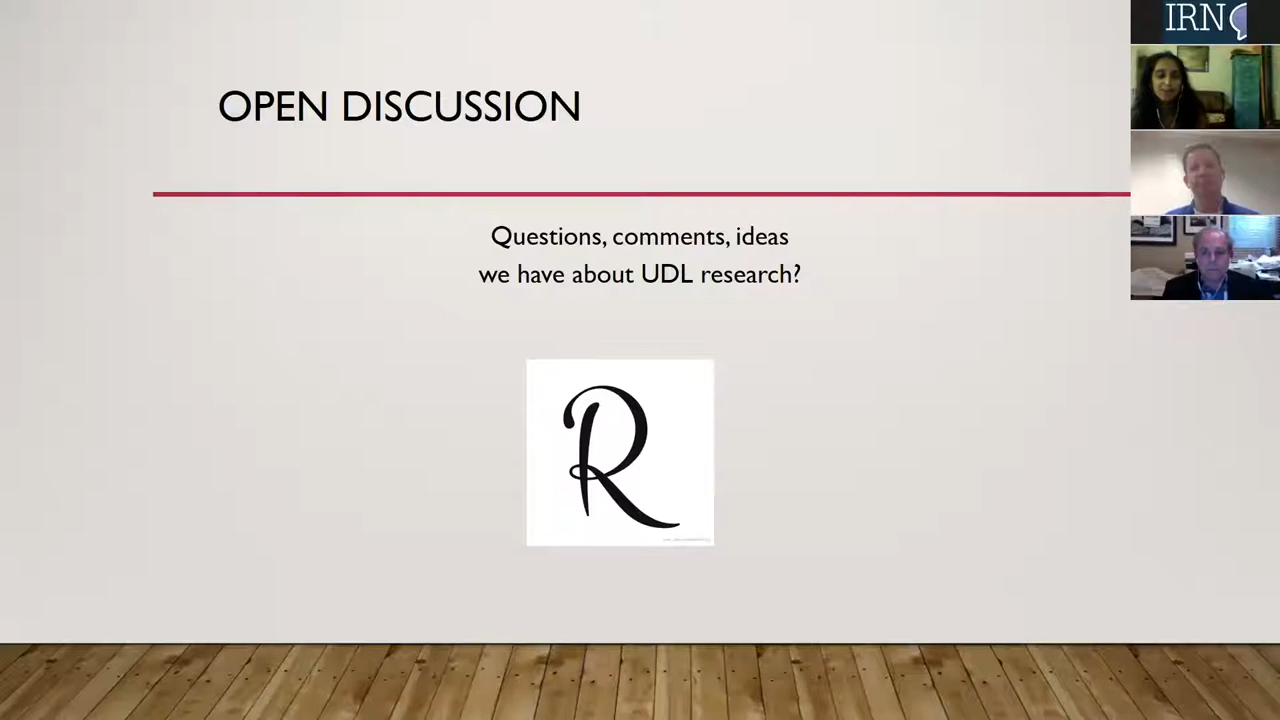 IRN
OPEN DISCUSSION
Questions, comments, ideas
we have about UDL research?
R